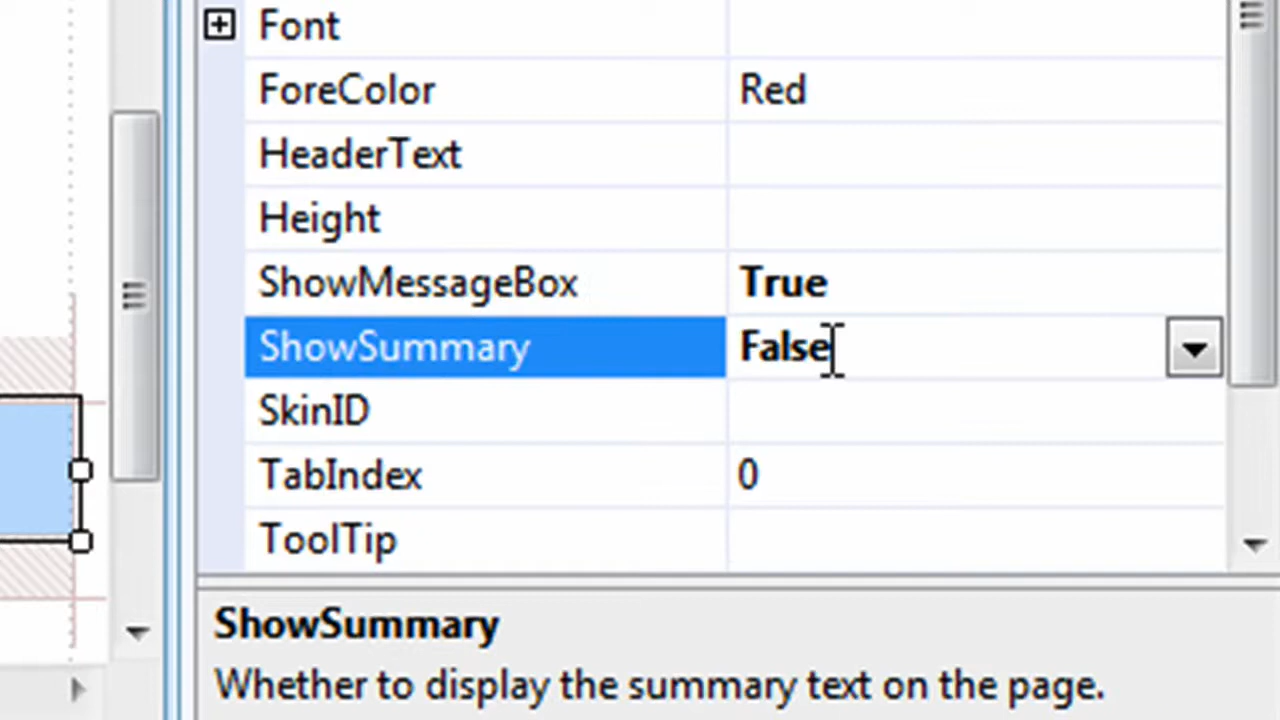 Font
ForeColor Red
HeaderText
Height
ShowMessageBox True
ShowSummary False
SkinID
TabIndex 0
ToolTip
ShowSummary
Whether to display the summary text on the page.